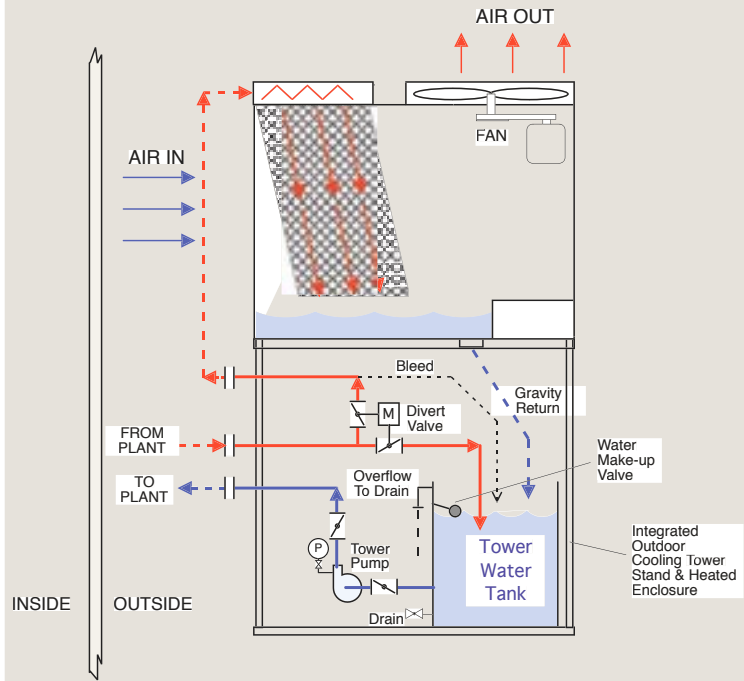 AIR OUT
FAN
AIR IN
Bleed
Gravity
Return
M
Divert
Valve
FROM
PLANT
TO
PLANT
Overflow
To Drain
Water
Make-up
Valve
P
Tower
Pump
Tower
Water
Tank
Integrated
Outdoor
Cooling Tower
Stand & Heated
Enclosure
INSIDE
OUTSIDE
Drain